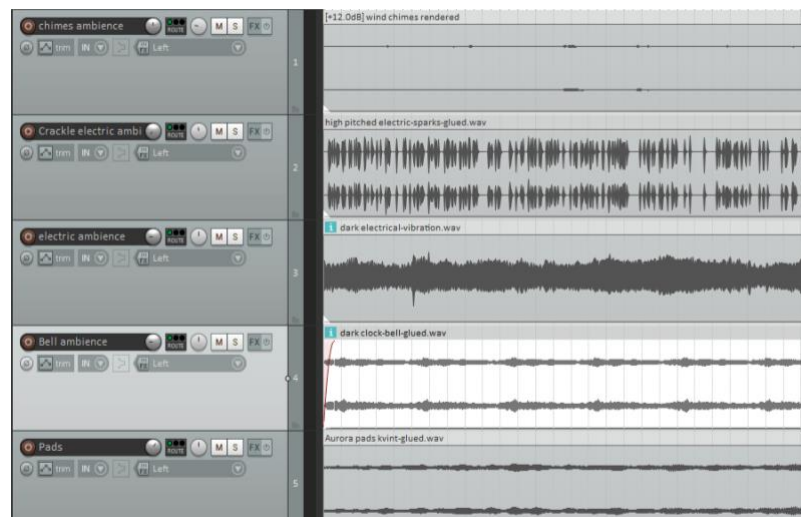 chimes ambience ROUTE M S FX
trim IN Left
1
[+12.0dB] wind chimes rendered
Crackle electric ambi ROUTE M S FX
trim IN Left
2
high pitched electric-sparks-glued.wav
electric ambience ROUTE M S FX
trim IN Left
3
i dark electrical-vibration.wav
Bell ambience ROUTE M S FX
trim IN Left
4
i dark clock-bell-glued.wav
Pads ROUTE M S FX
trim IN Left
5
Aurora pads kvint-glued.wav